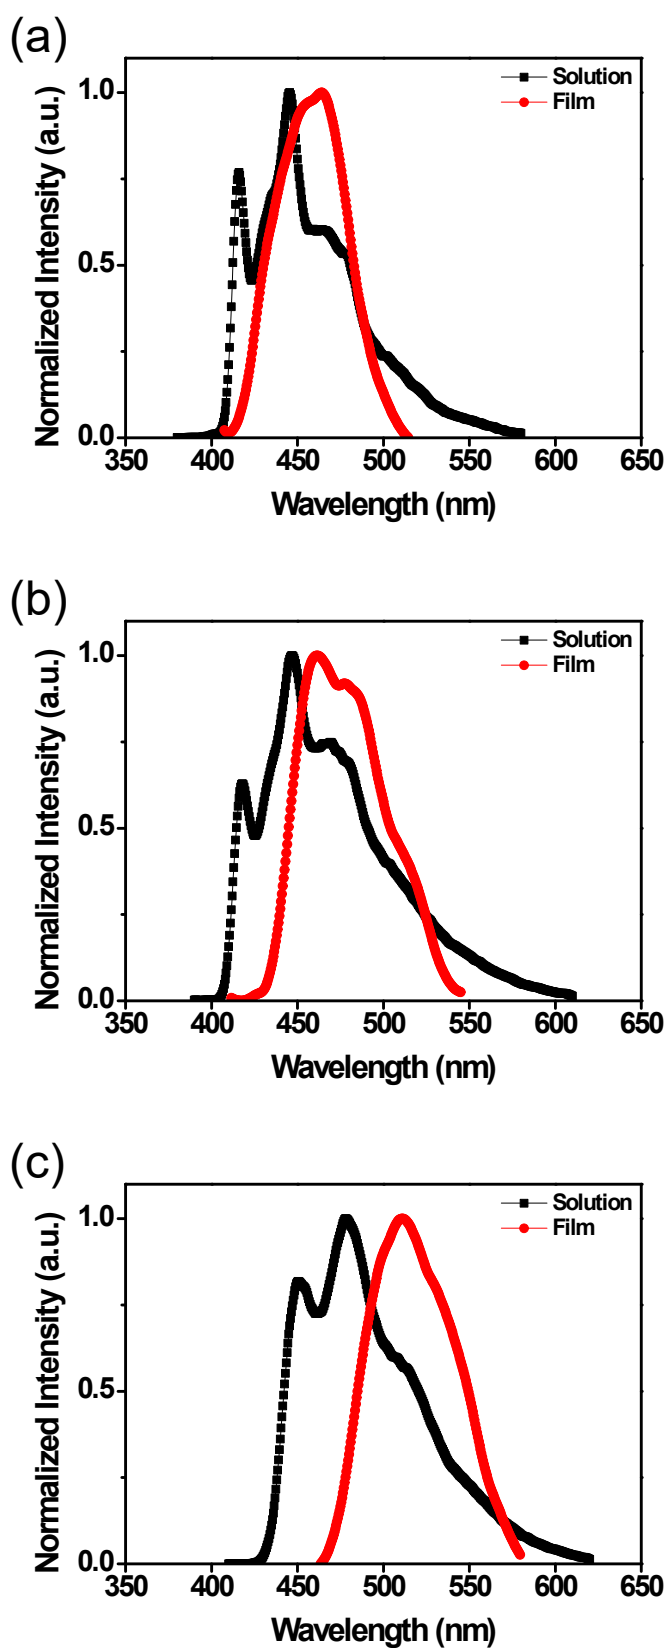 (a)
Solution
Film
1.0
0.5
0.0
Normalized Intensity (a.u.)
350 400 450 500 550 600 650
Wavelength (nm)
(b)
Solution
Film
1.0
0.5
0.0
Normalized Intensity (a.u.)
350 400 450 500 550 600 650
Wavelength (nm)
(c)
Solution
Film
1.0
0.5
0.0
Normalized Intensity (a.u.)
350 400 450 500 550 600 650
Wavelength (nm)